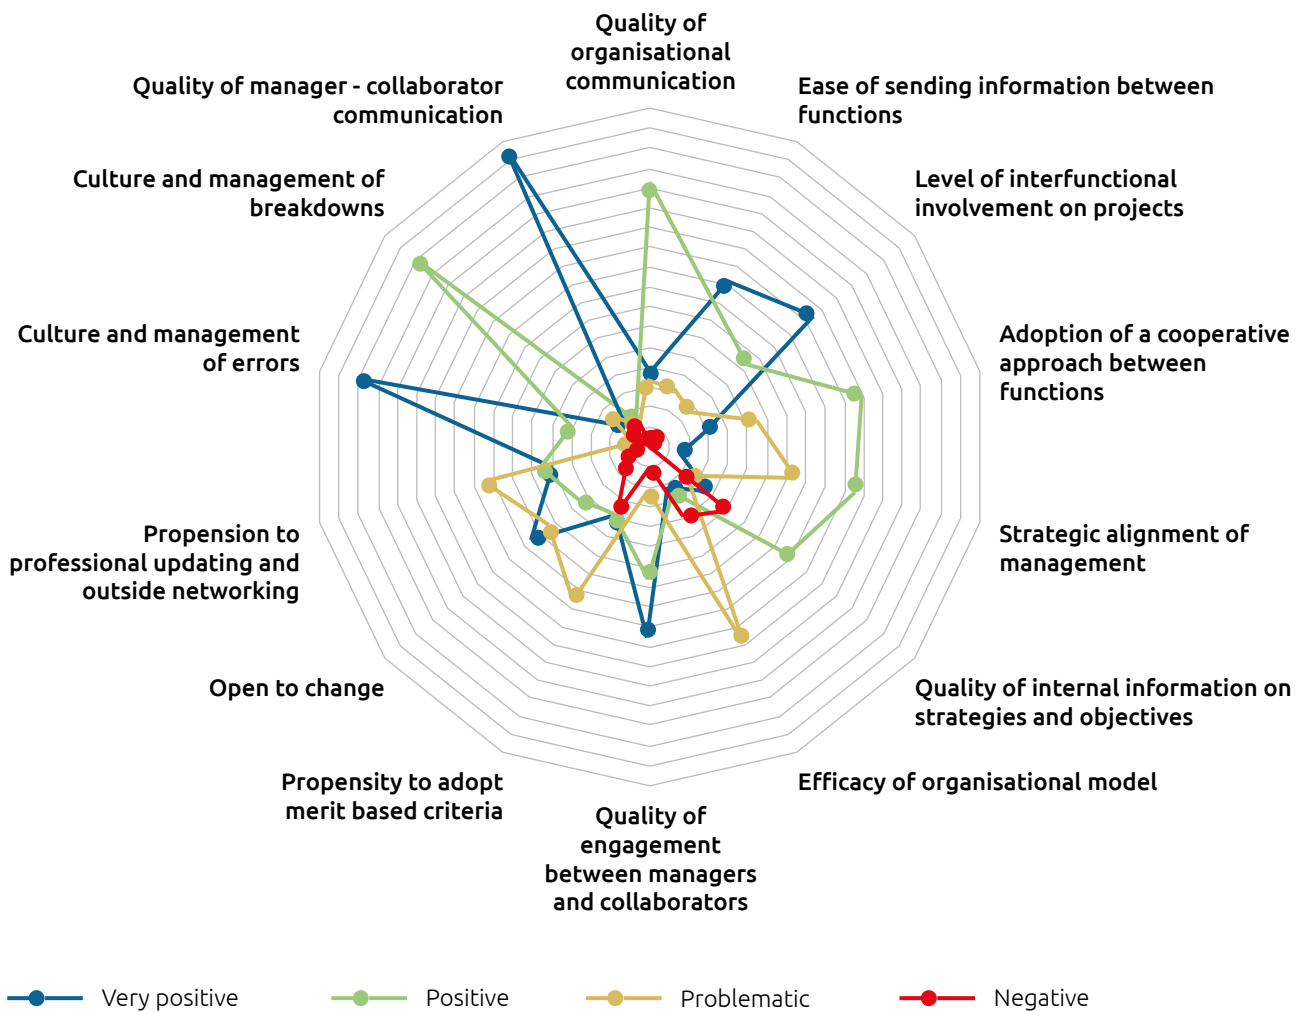 Quality of
organisational
communication
Ease of sending information between
functions
Level of interfunctional
involvement on projects
Adoption of a cooperative
approach between
functions
Strategic alignment of
management
Quality of internal information on
strategies and objectives
Efficacy of organisational model
Quality of
engagement
between managers
and collaborators
Propensity to adopt
merit based criteria
Open to change
Propension to
professional updating and
outside networking
Culture and management
of errors
Culture and management of
breakdowns
Quality of manager - collaborator
communication
Very positive
Positive
Problematic
Negative